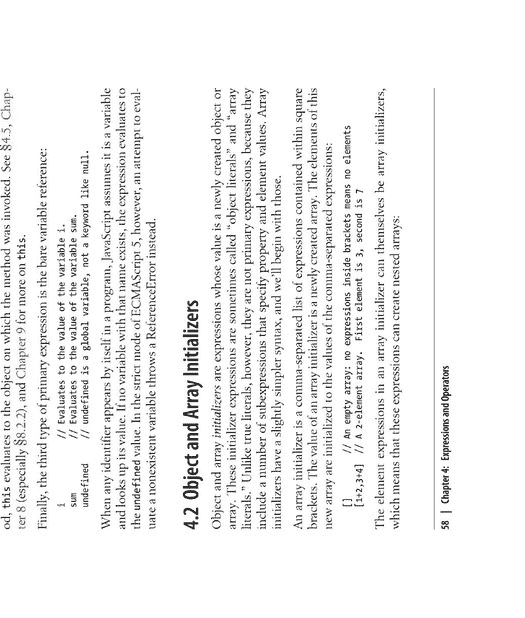 od, this evaluates to the object on which the method was invoked. See §4.5, Chap-
ter 8 (especially §8.2.2), and Chapter 9 for more on this.
Finally, the third type of primary expression is the bare variable reference:
i // Evaluates to the value of the variable i.
sum // Evaluates to the value of the variable sum.
undefined // undefined is a global variable, not a keyword like null.
When any identifier appears by itself in a program, JavaScript assumes it is a variable
and looks up its value. If no variable with that name exists, the expression evaluates to
the undefined value. In the strict mode of ECMAScript 5, however, an attempt to eval-
uate a nonexistent variable throws a ReferenceError instead.
4.2 Object and Array Initializers
Object and array initializers are expressions whose value is a newly created object or
array. These initializer expressions are sometimes called “object literals” and “array
literals.” Unlike true literals, however, they are not primary expressions, because they
include a number of subexpressions that specify property and element values. Array
initializers have a slightly simpler syntax, and we’ll begin with those.
An array initializer is a comma-separated list of expressions contained within square
brackets. The value of an array initializer is a newly created array. The elements of this
new array are initialized to the values of the comma-separated expressions:
[] // An empty array: no expressions inside brackets means no elements
[1+2,3+4] // A 2-element array. First element is 3, second is 7
The element expressions in an array initializer can themselves be array initializers,
which means that these expressions can create nested arrays:
58 | Chapter 4: Expressions and Operators